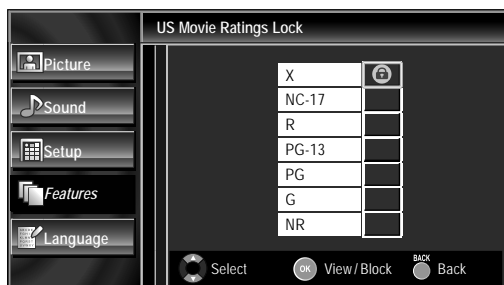 US Movie Ratings Lock
Picture
Sound
Setup
Features
Language
X
NC-17
R
PG-13
PG
G
NR
Select
OK
View / Block
BACK
Back